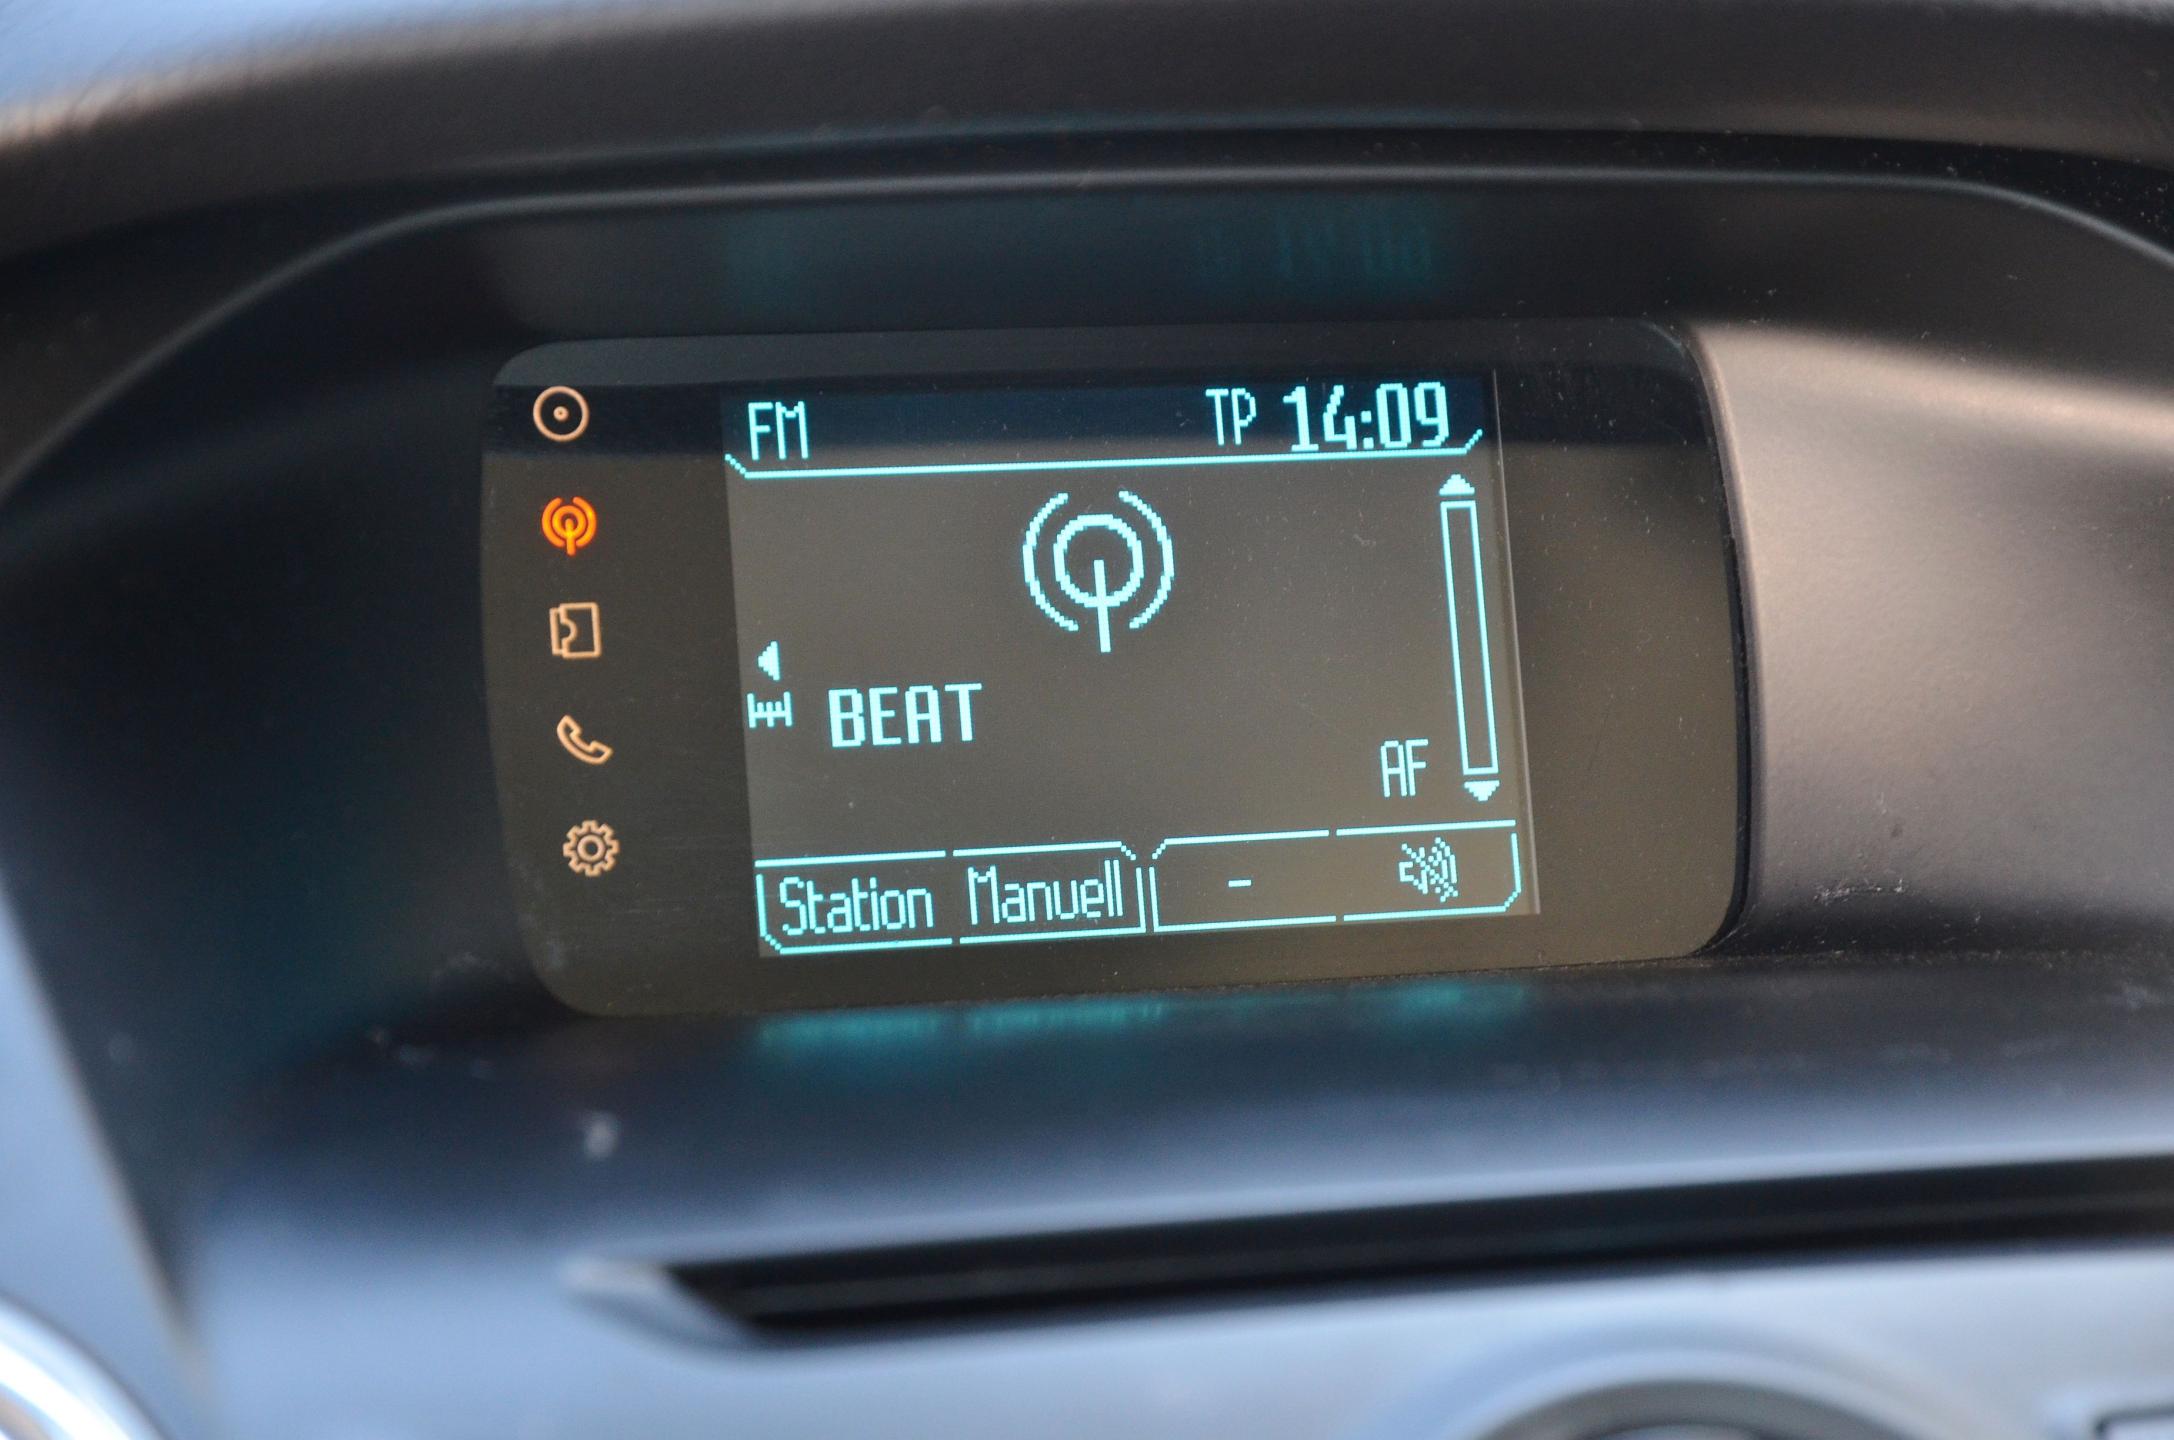 FM TP 14:09
BEAT
AF
Station Manuell -